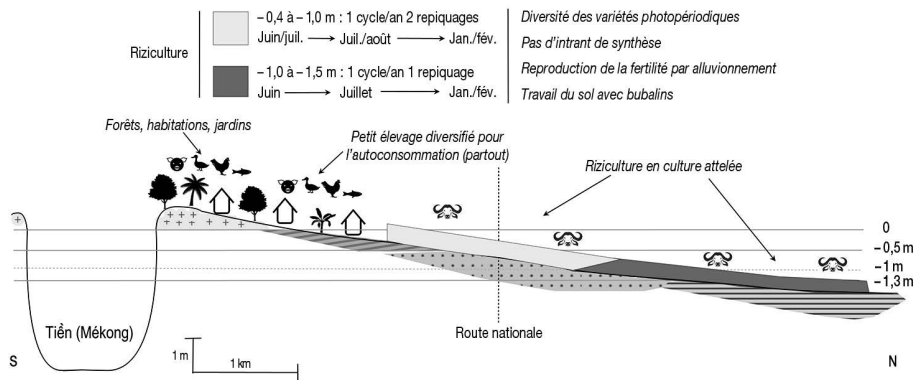 Riziculture
– 0,4 à – 1,0 m : 1 cycle/an 2 repiquages
Juin/juil. Juil./août Jan./fév.
– 1,0 à – 1,5 m : 1 cycle/an 1 repiquage
Juin Juillet Jan./fév.
Diversité des variétés photopériodiques
Pas d’intrant de synthèse
Reproduction de la fertilité par alluvionnement
Travail du sol avec bubalins
Forêts, habitations, jardins
Petit élevage diversifié pour
l’autoconsommation (partout)
Riziculture en culture attelée
0
– 0,5 m
– 1 m
– 1,3 m
Tiền (Mékong)
Route nationale
1 m
1 km
S
N